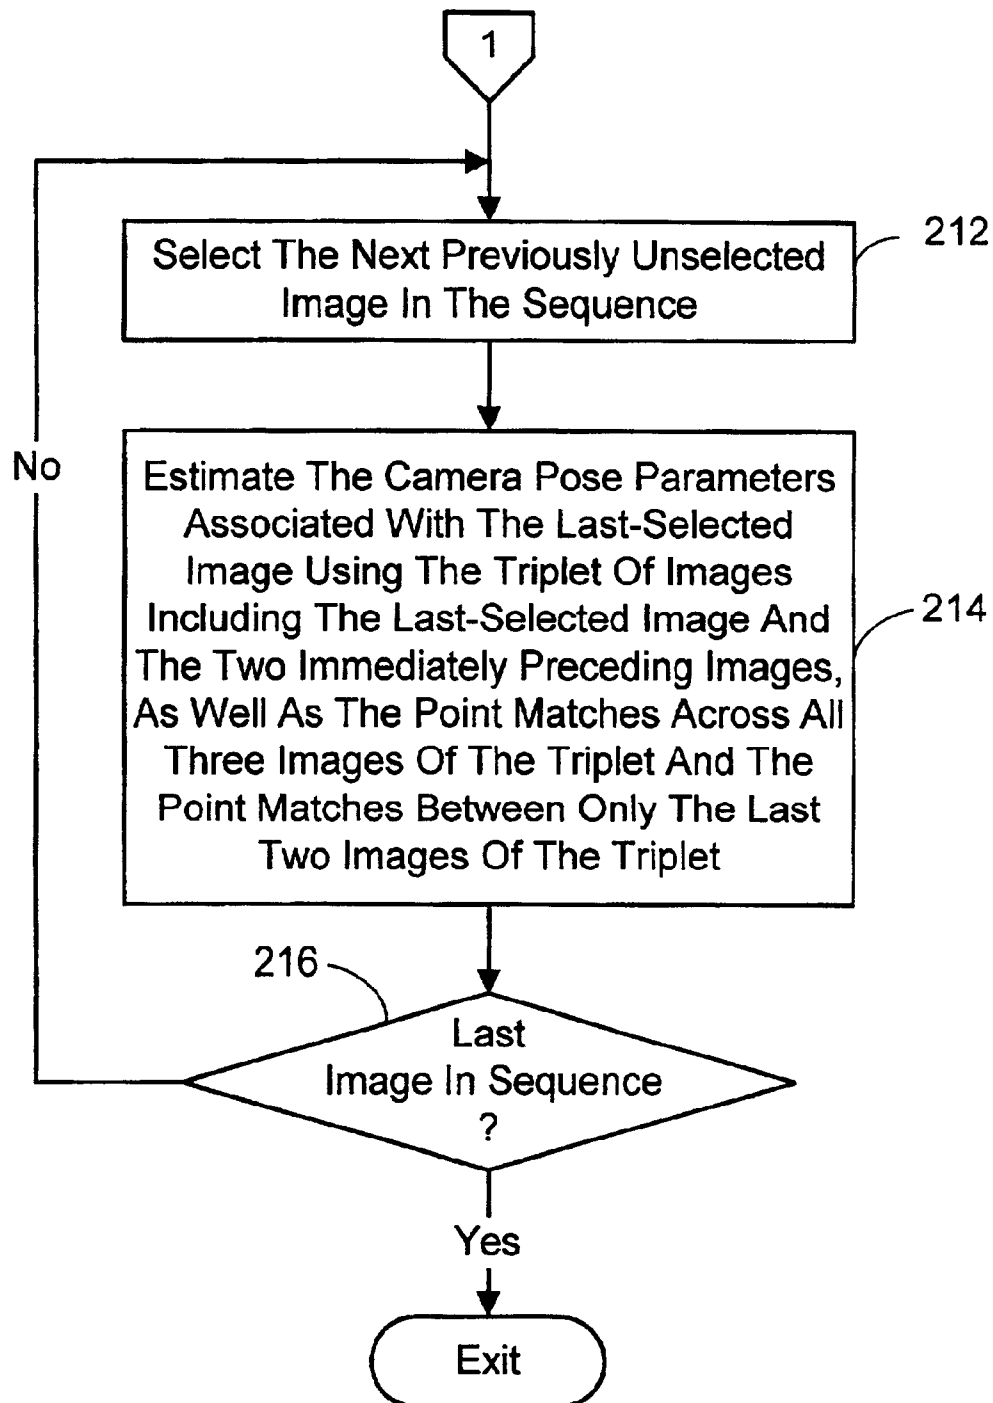 1
Select The Next Previously Unselected
Image In The Sequence
212
No
Estimate The Camera Pose Parameters
Associated With The Last-Selected
Image Using The Triplet Of Images
Including The Last-Selected Image And
The Two Immediately Preceding Images,
As Well As The Point Matches Across All
Three Images Of The Triplet And The
Point Matches Between Only The Last
Two Images Of The Triplet
214
216
Last
Image In Sequence
?
Yes
Exit